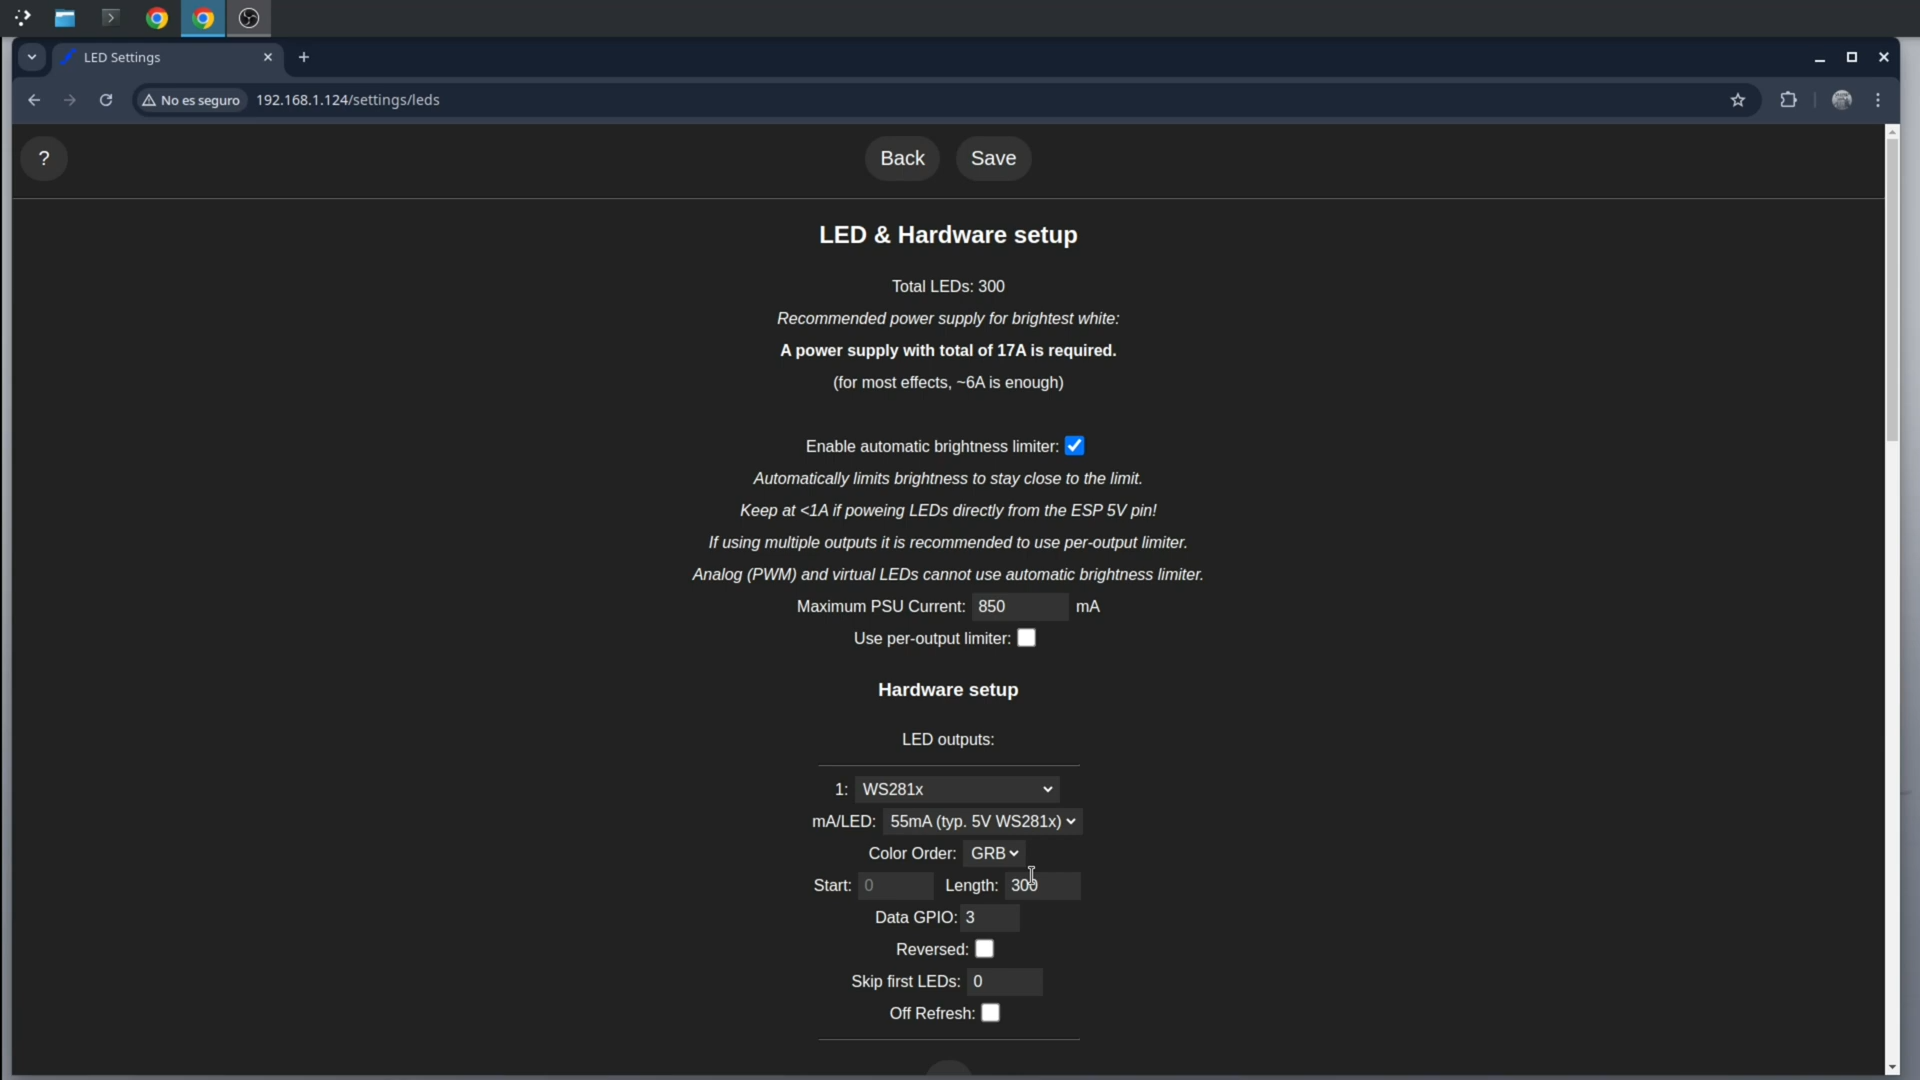 LED Settings
No es seguro 192.168.1.124/settings/leds
?
Back Save
LED & Hardware setup
Total LEDs: 300
Recommended power supply for brightest white:
A power supply with total of 17A is required.
(for most effects, ~6A is enough)
Enable automatic brightness limiter:
Automatically limits brightness to stay close to the limit.
Keep at <1A if poweing LEDs directly from the ESP 5V pin!
If using multiple outputs it is recommended to use per-output limiter.
Analog (PWM) and virtual LEDs cannot use automatic brightness limiter.
Maximum PSU Current: 850 mA
Use per-output limiter:
Hardware setup
LED outputs:
1: WS281x
mA/LED: 55mA (typ. 5V WS281x)
Color Order: GRB
Start: 0 Length: 300
Data GPIO: 3
Reversed:
Skip first LEDs: 0
Off Refresh: